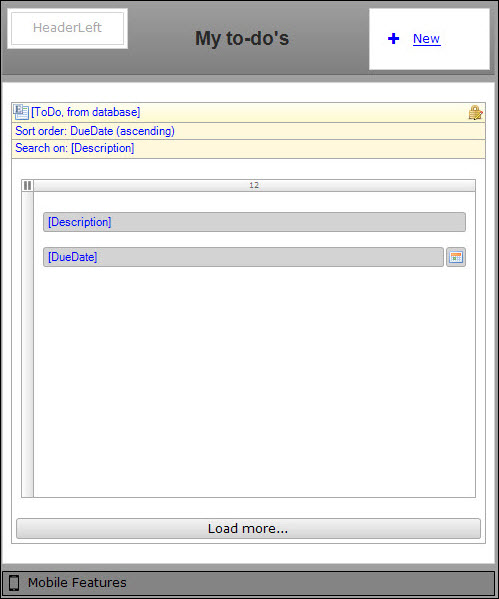 HeaderLeft
My to-do's
New
[ToDo, from database]
Sort order: DueDate (ascending)
Search on: [Description]
12
[Description]
[DueDate]
Load more...
Mobile Features